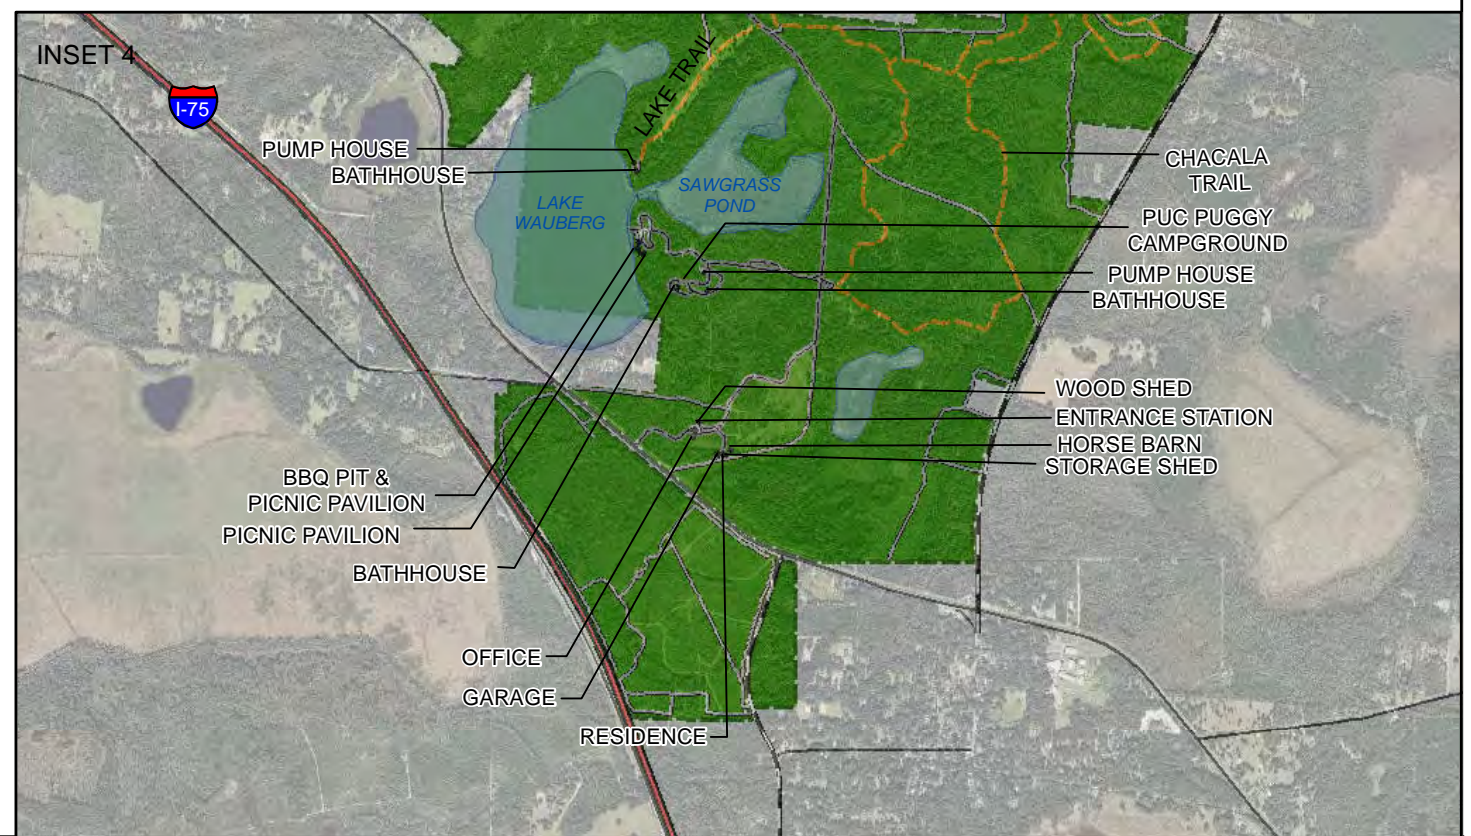 INSET 4
I-75
LAKE TRAIL
PUMP HOUSE
BATHHOUSE
LAKE
WAUBERG
SAWGRASS
POND
CHACALA
TRAIL
PUC PUGGY
CAMPGROUND
PUMP HOUSE
BATHHOUSE
WOOD SHED
ENTRANCE STATION
HORSE BARN
STORAGE SHED
BBQ PIT &
PICNIC PAVILION
PICNIC PAVILION
BATHHOUSE
OFFICE
GARAGE
RESIDENCE